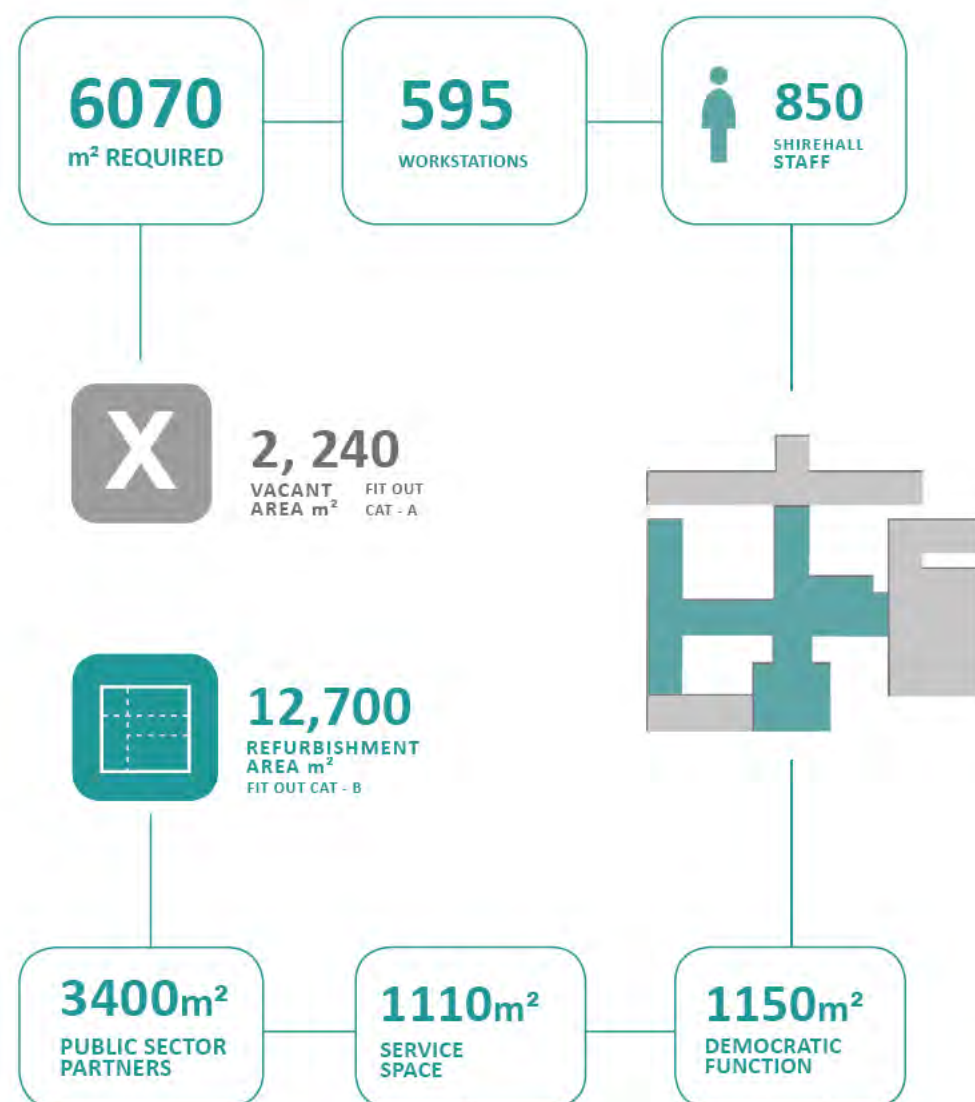 6070
m² REQUIRED
595
WORKSTATIONS
850
SHIREHALL
STAFF
X
2, 240
VACANT FIT OUT
AREA m² CAT - A
12,700
REFURBISHMENT
AREA m²
FIT OUT CAT - B
3400m²
PUBLIC SECTOR
PARTNERS
1110m²
SERVICE
SPACE
1150m²
DEMOCRATIC
FUNCTION